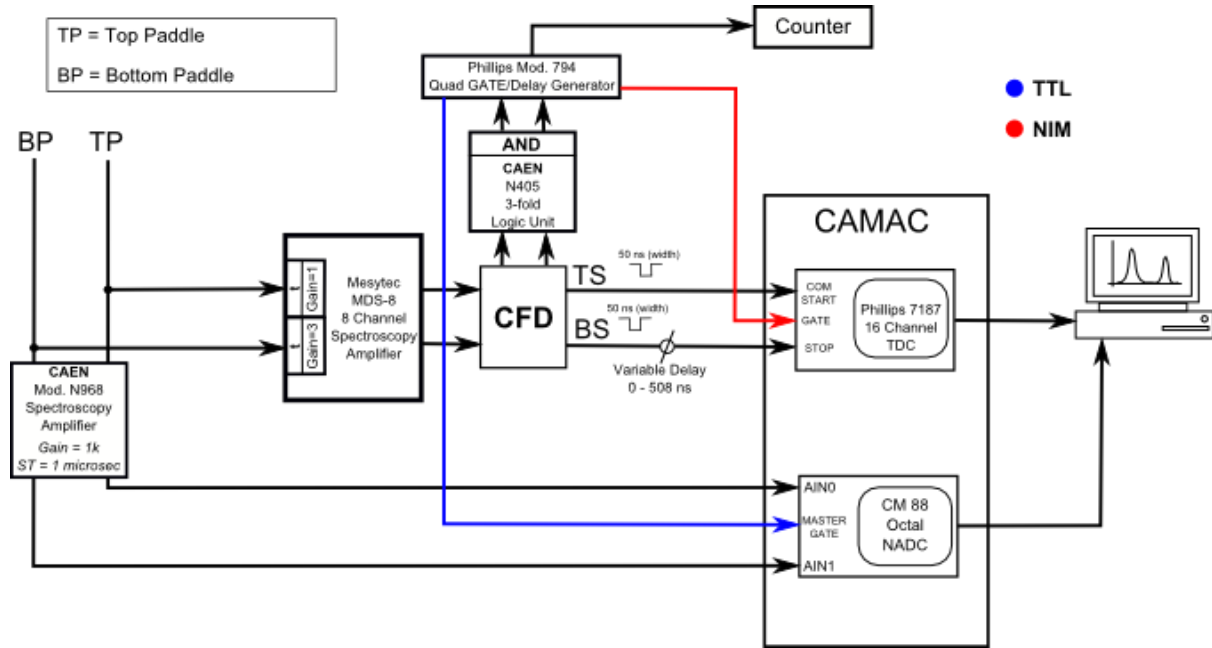 TP = Top Paddle
BP = Bottom Paddle
Counter
Phillips Mod. 794
Quad GATE/Delay Generator
TTL
NIM
BP
TP
AND
CAEN
N405
3-fold
Logic Unit
CAMAC
t
Gain=1
t
Gain=3
Mesytec
MDS-8
8 Channel
Spectroscopy
Amplifier
CFD
TS
50 ns (width)
BS
50 ns (width)
Variable Delay
0 - 508 ns
COM
START
GATE
STOP
Phillips 7187
16 Channel
TDC
CAEN
Mod. N968
Spectroscopy
Amplifier
Gain = 1k
ST = 1 microsec
AIN0
MASTER
GATE
AIN1
CM 88
Octal
NADC